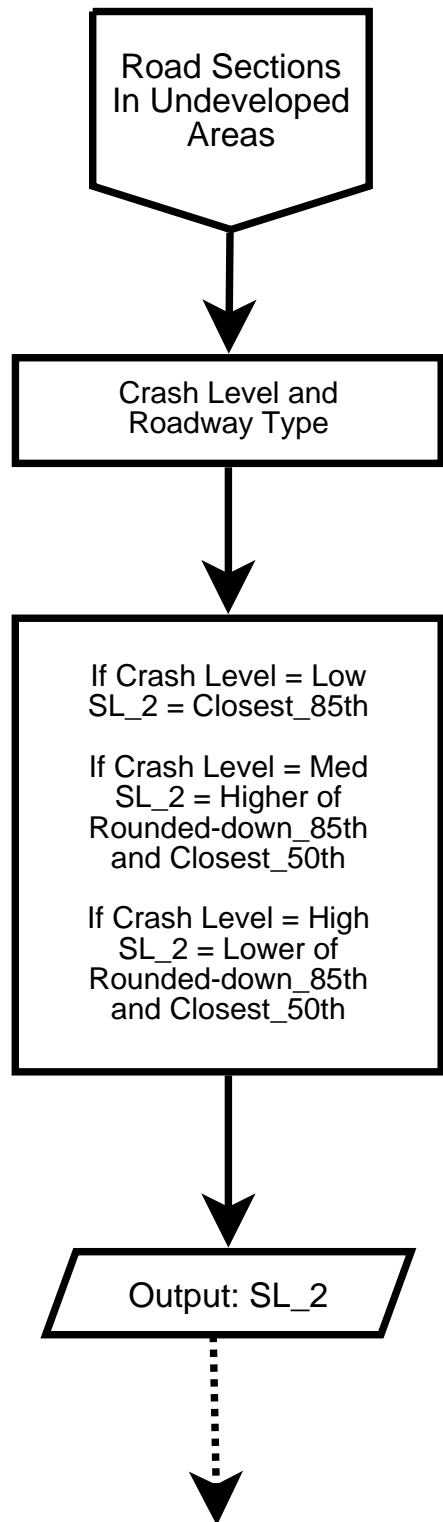 Road Sections
In Undeveloped
Areas
Crash Level and
Roadway Type
If Crash Level = Low
SL_2 = Closest_85th
If Crash Level = Med
SL_2 = Higher of
Rounded-down_85th
and Closest_50th
If Crash Level = High
SL_2 = Lower of
Rounded-down_85th
and Closest_50th
Output: SL_2